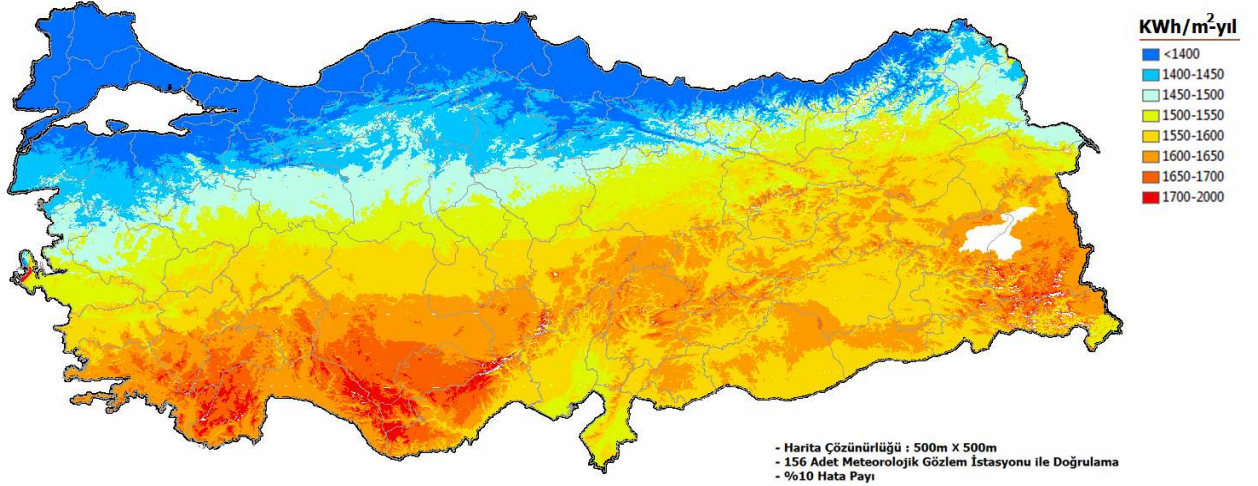 KWh/m²-yıl
<1400
1400-1450
1450-1500
1500-1550
1550-1600
1600-1650
1650-1700
1700-2000
- Harita Çözünürlüğü : 500m X 500m
- 156 Adet Meteorolojik Gözlem İstasyonu ile Doğrulama
- %10 Hata Payı